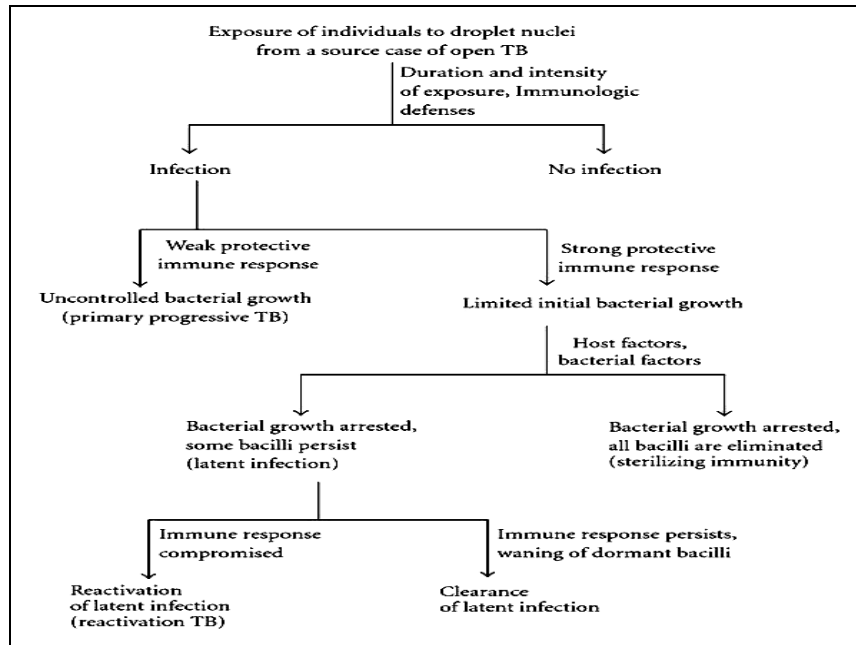 Exposure of individuals to droplet nuclei
from a source case of open TB
Duration and intensity
of exposure, Immunologic
defenses
Infection
No infection
Weak protective
immune response
Strong protective
immune response
Uncontrolled bacterial growth
(primary progressive TB)
Limited initial bacterial growth
Host factors,
bacterial factors
Bacterial growth arrested,
some bacilli persist
(latent infection)
Bacterial growth arrested,
all bacilli are eliminated
(sterilizing immunity)
Immune response
compromised
Immune response persists,
waning of dormant bacilli
Reactivation
of latent infection
(reactivation TB)
Clearance
of latent infection